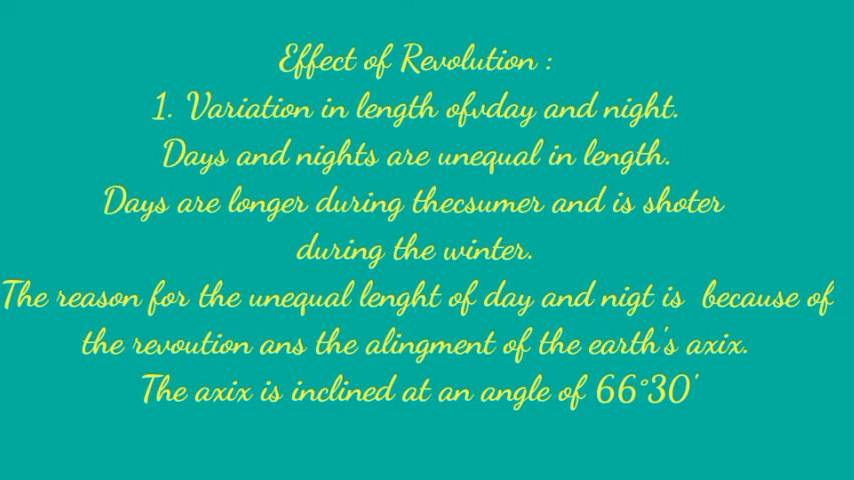 Effect of Revolution :
1. Variation in length ofvday and night.
Days and nights are unequal in length.
Days are longer during thecsumer and is shoter
during the winter.
The reason for the unequal lenght of day and nigt is because of
the revoution ans the alingment of the earth's axix.
The axix is inclined at an angle of 66°30'